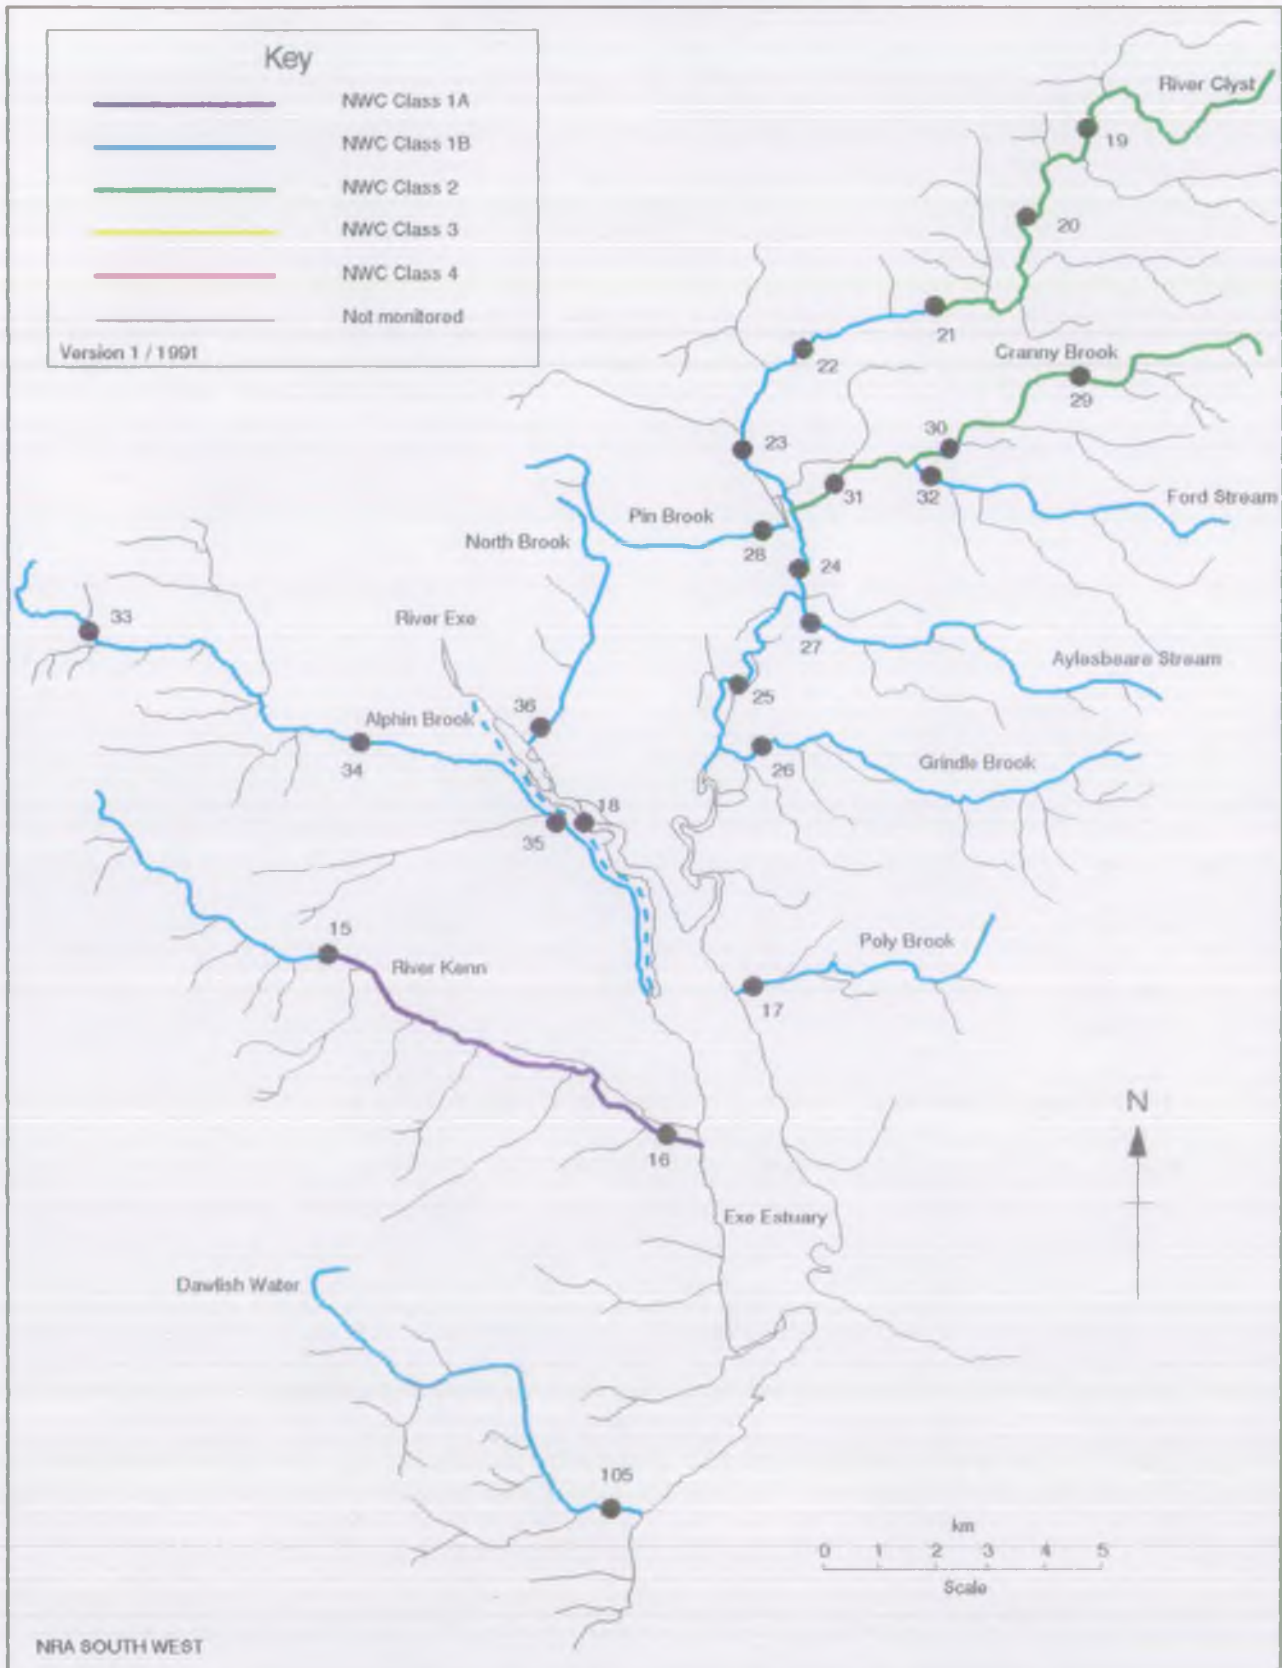 Key
NWC Class 1A
NWC Class 1B
NWC Class 2
NWC Class 3
NWC Class 4
Not monitored
Version 1 / 1991
River Clyst
19
20
21
22
Cranny Brook
29
23
30
31
32
Ford Stream
Pin Brook
28
North Brook
24
33
River Exe
27
Aylesbeare Stream
25
36
Alphin Brook
34
26
Grindle Brook
18
35
15
River Kenn
Poly Brook
17
N
16
Exe Estuary
Dawlish Water
105
km
0 1 2 3 4 5
Scale
NRA SOUTH WEST